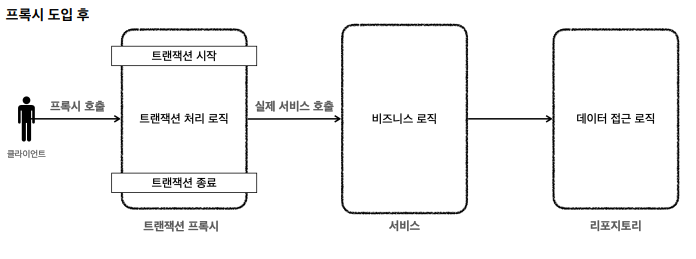 프록시 도입 후
트랜잭션 시작
프록시 호출
트랜잭션 처리 로직
실제 서비스 호출
비즈니스 로직
데이터 접근 로직
클라이언트
트랜잭션 종료
트랜잭션 프록시
서비스
리포지토리